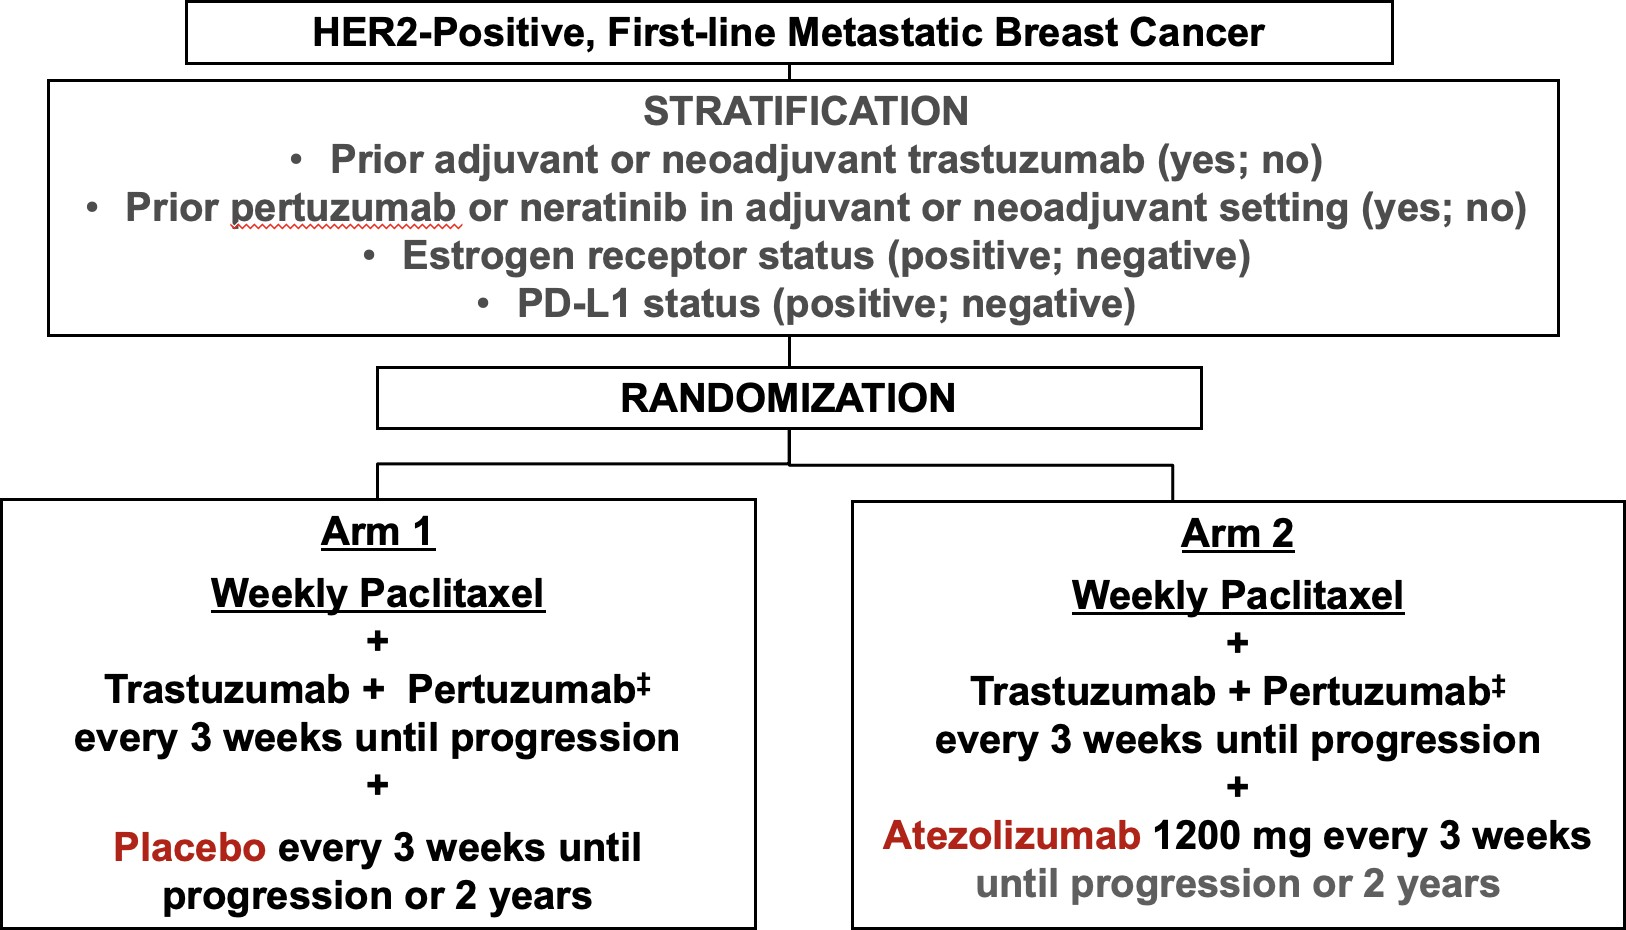 HER2-Positive, First-line Metastatic Breast Cancer
STRATIFICATION
• Prior adjuvant or neoadjuvant trastuzumab (yes; no)
• Prior pertuzumab or neratinib in adjuvant or neoadjuvant setting (yes; no)
• Estrogen receptor status (positive; negative)
• PD-L1 status (positive; negative)
RANDOMIZATION
Arm 1
Weekly Paclitaxel
+
Trastuzumab + Pertuzumab‡
every 3 weeks until progression
+
Placebo every 3 weeks until
progression or 2 years
Arm 2
Weekly Paclitaxel
+
Trastuzumab + Pertuzumab‡
every 3 weeks until progression
+
Atezolizumab 1200 mg every 3 weeks
until progression or 2 years